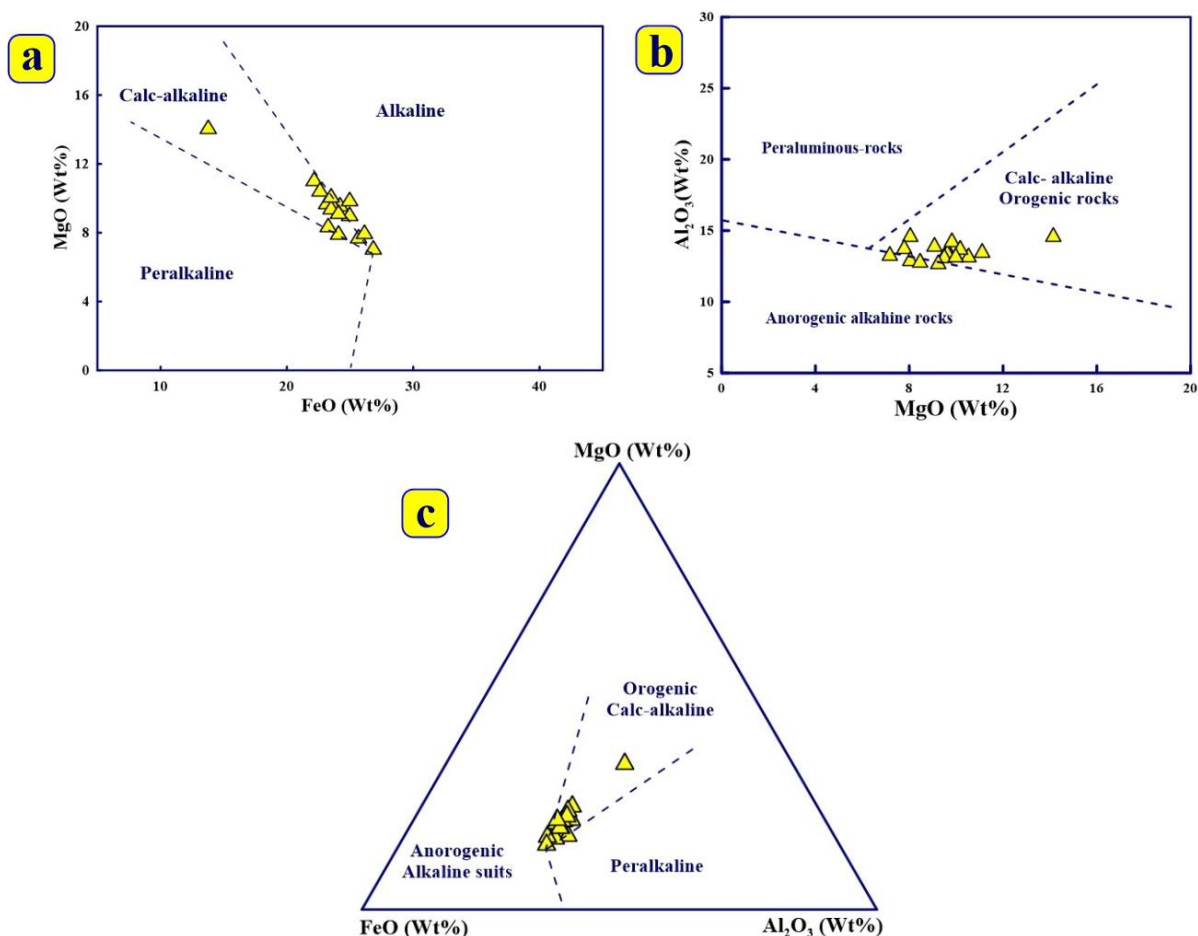 a
20
16
12
8
4
0
MgO (Wt%)
Calc-alkaline
Alkaline
Peralkaline
10
20
30
40
FeO (Wt%)
b
30
25
20
15
10
5
Al₂O₃(Wt%)
Peraluminous-rocks
Calc- alkaline
Orogenic rocks
Anorogenic alkahine rocks
0
4
8
12
16
20
MgO (Wt%)
c
MgO (Wt%)
Orogenic
Calc-alkaline
Anorogenic
Alkaline suits
Peralkaline
FeO (Wt%)
Al₂O₃ (Wt%)